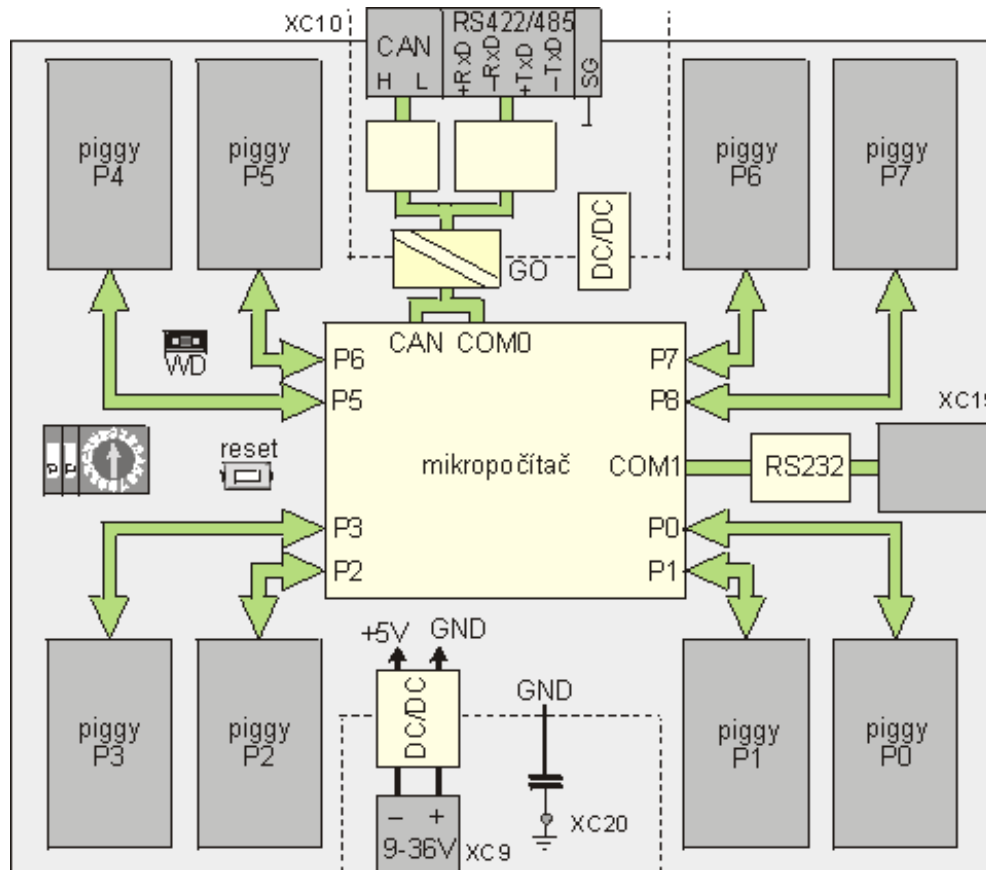 XC10
CAN
RS422/485
H L
+RxD
−RxD
+TxD
−TxD
SG
piggy
P4
piggy
P5
piggy
P6
piggy
P7
DC/DC
GO
WD
CAN COM0
P6
P5
P7
P8
XC19
reset
mikropočítač
COM1
RS232
P3
P2
P0
P1
+5V
GND
DC/DC
GND
piggy
P3
piggy
P2
piggy
P1
piggy
P0
− +
9-36V
XC9
XC20